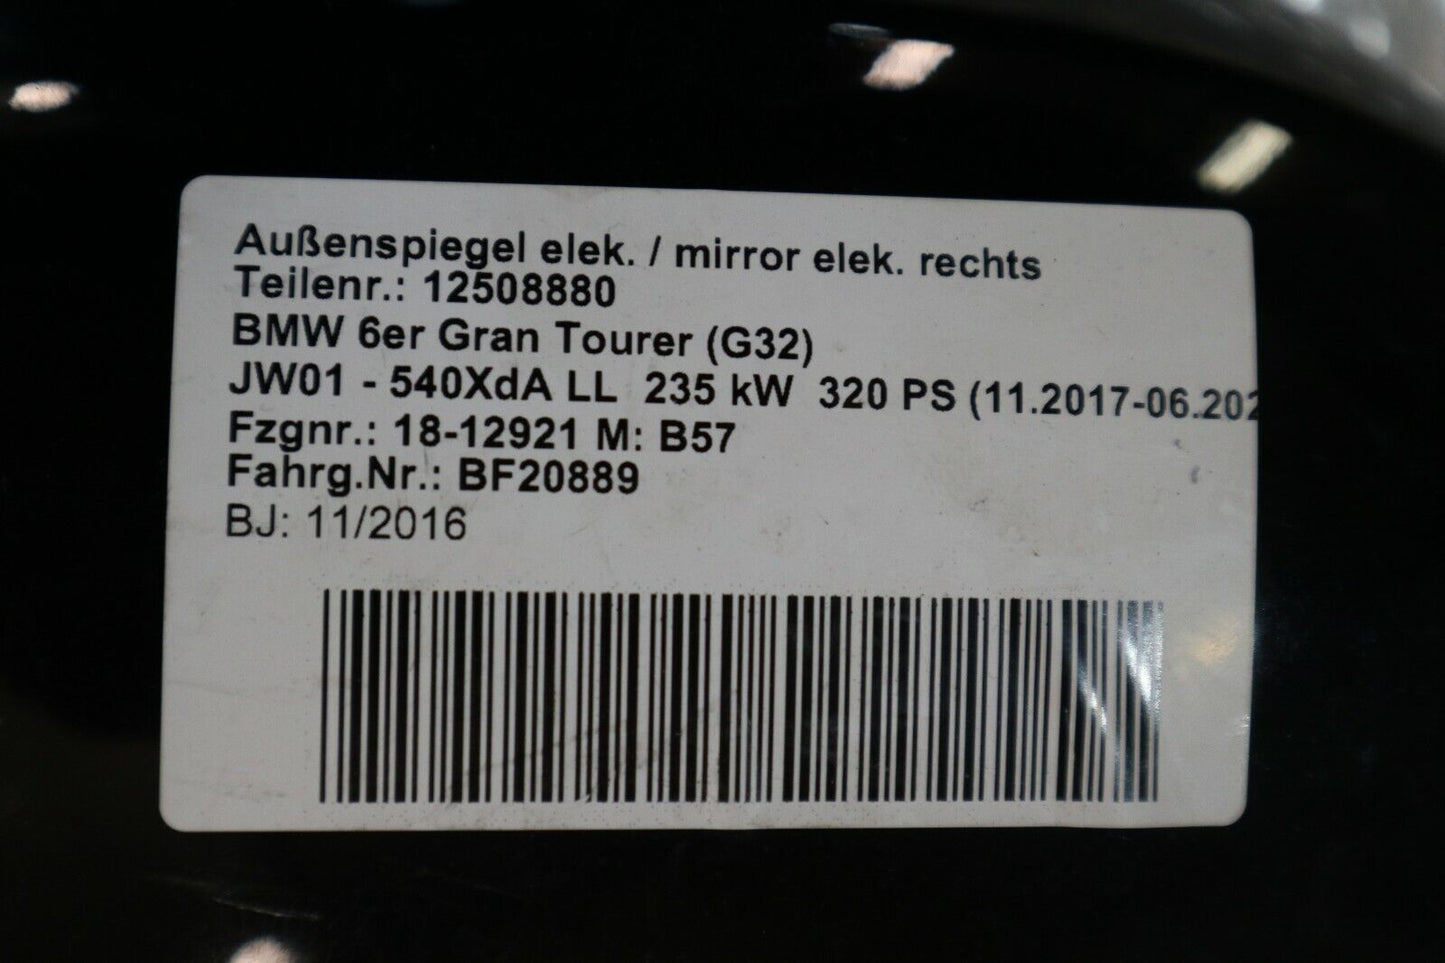 Außenspiegel elek. / mirror elek. rechts
Teilenr.: 12508880
BMW 6er Gran Tourer (G32)
JW01 - 540XdA LL 235 kW 320 PS (11.2017-06.202
Fzgnr.: 18-12921 M: B57
Fahrg.Nr.: BF20889
BJ: 11/2016